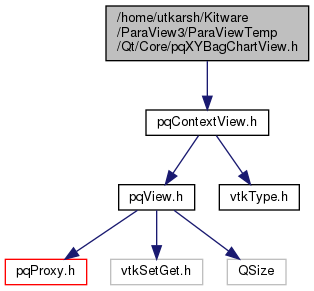 /home/utkarsh/Kitware
/ParaView3/ParaViewTemp
/Qt/Core/pqXYBagChartView.h
pqContextView.h
pqView.h
vtkType.h
pqProxy.h
vtkSetGet.h
QSize